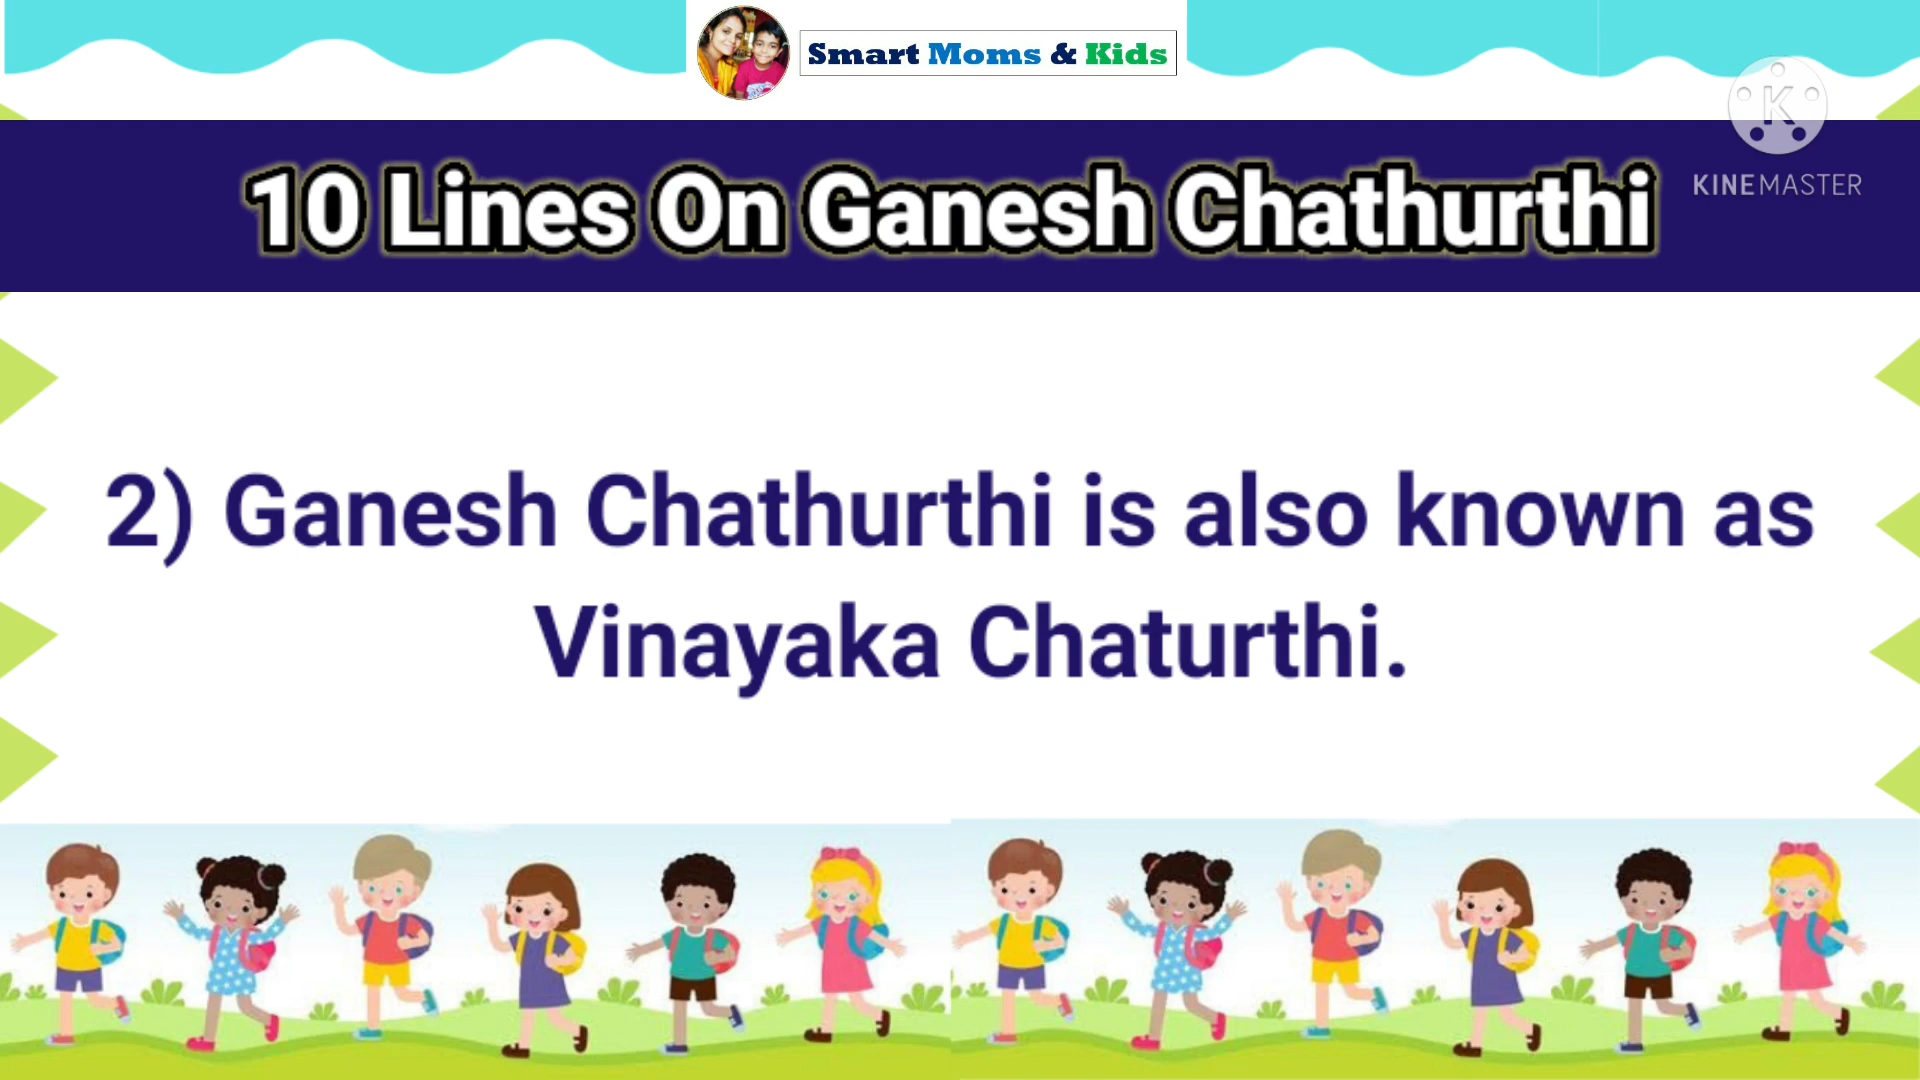 Smart Moms & Kids
K
KINEMASTER
10 Lines On Ganesh Chathurthi
2) Ganesh Chathurthi is also known as
Vinayaka Chaturthi.